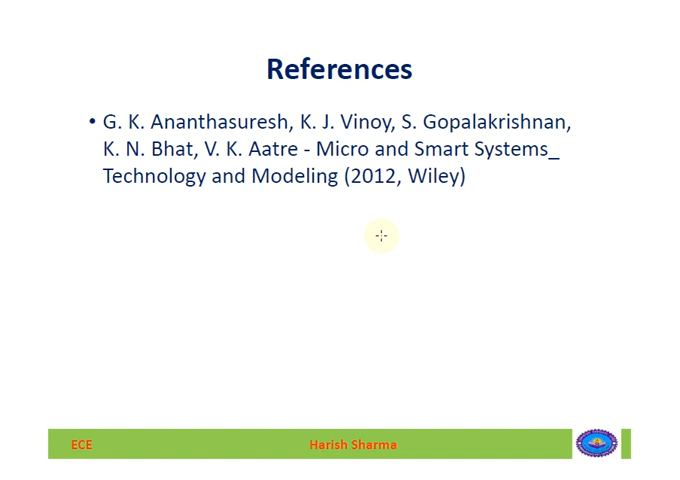 References
• G. K. Ananthasuresh, K. J. Vinoy, S. Gopalakrishnan,
K. N. Bhat, V. K. Aatre - Micro and Smart Systems_
Technology and Modeling (2012, Wiley)
ECE
Harish Sharma